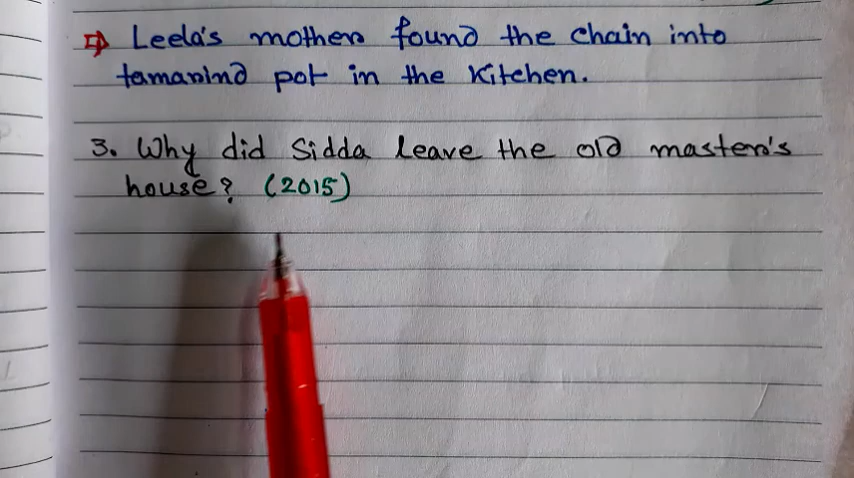 ⇒ Leela's mother found the chain into
tamarind pot in the kitchen.
3. Why did Sidda leave the old master's
house? (2015)